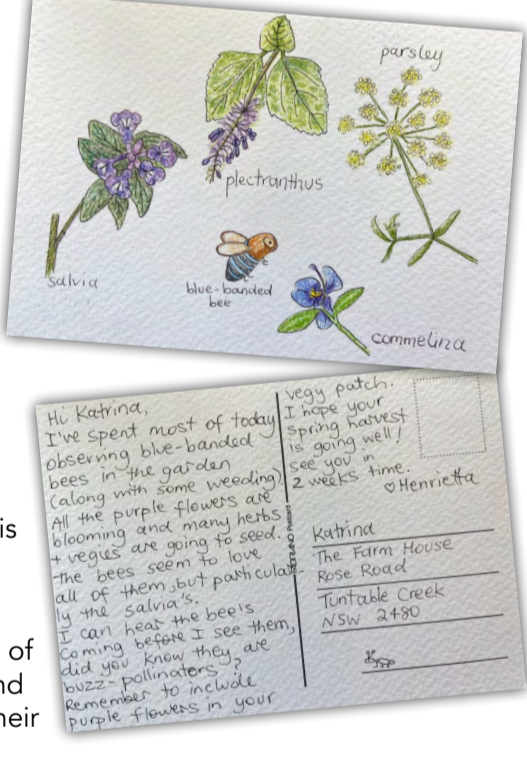 parsley
plectranthus
salvia
blue-banded
bee
commelina
Hi Katrina,
I've spent most of today
observing blue-banded
bees in the garden
(along with some weeding)
All the purple flowers are
blooming and many herbs
+ vegies are going to seed.
the bees seem to love
all of them, but particular
ly the salvia's.
I can hear the bee's
coming before I see them,
did you know they are
buzz-pollinators?
Remember to include
purple flowers in your
vegy patch.
I hope your
spring harvest
is going well!
see you in
2 weeks time.
♡Henrietta
Katrina
The Farm House
Rose Road
Tuntable Creek
NSW 2480
is
of
nd
heir